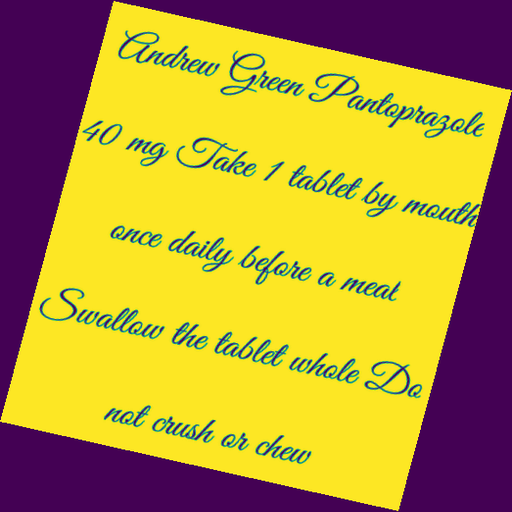 Andrew Green Pantoprazole
40 mg Take 1 tablet by mouth
once daily before a meal
Swallow the tablet whole Do
not crush or chew